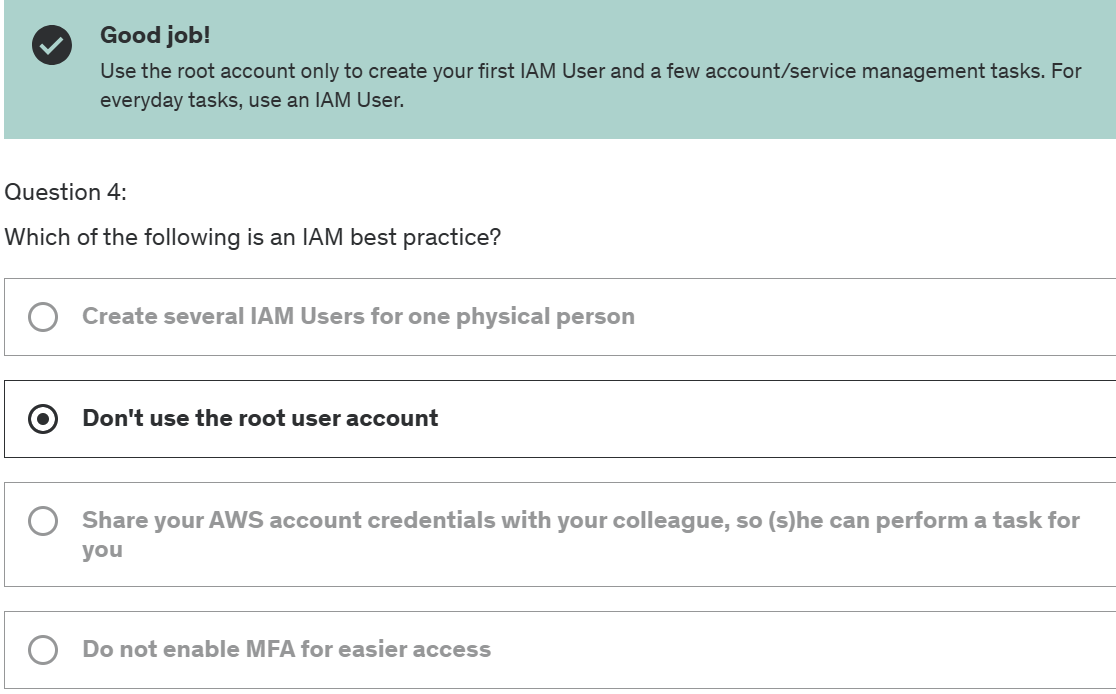 Good job!
Use the root account only to create your first IAM User and a few account/service management tasks. For
everyday tasks, use an IAM User.
Question 4:
Which of the following is an IAM best practice?
Create several IAM Users for one physical person
Don't use the root user account
Share your AWS account credentials with your colleague, so (s)he can perform a task for
you
Do not enable MFA for easier access